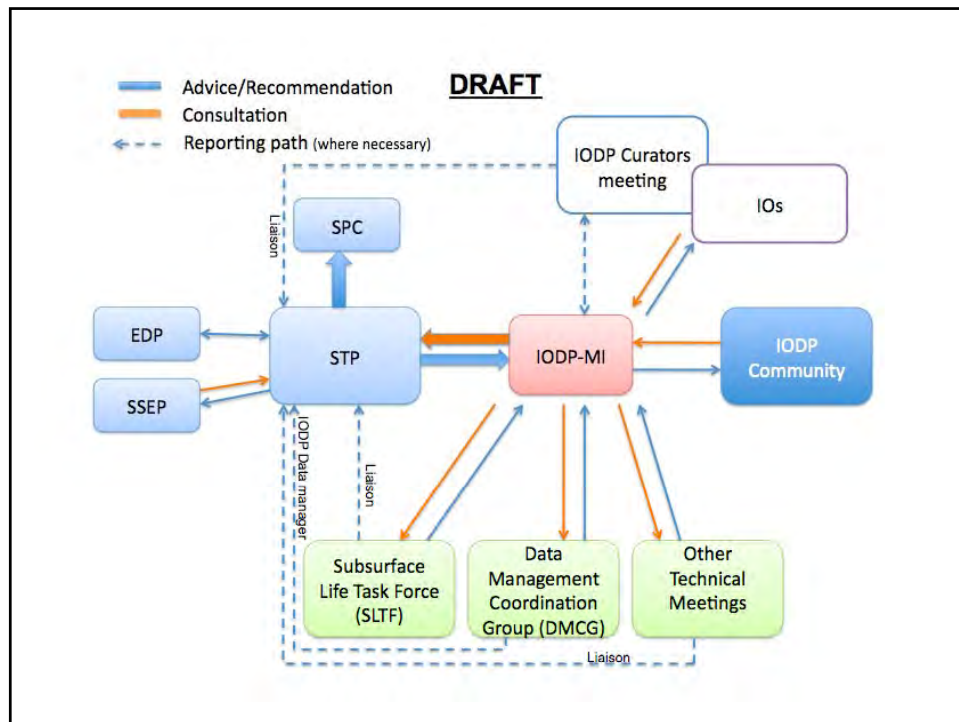 DRAFT
Advice/Recommendation
Consultation
Reporting path (where necessary)
IODP Curators
meeting
IOs
Liaison
SPC
EDP
STP
IODP-MI
IODP
Community
SSEP
IODP Data manager
Liaison
Subsurface
Life Task Force
(SLTF)
Data
Management
Coordination
Group (DMCG)
Other
Technical
Meetings
Liaison